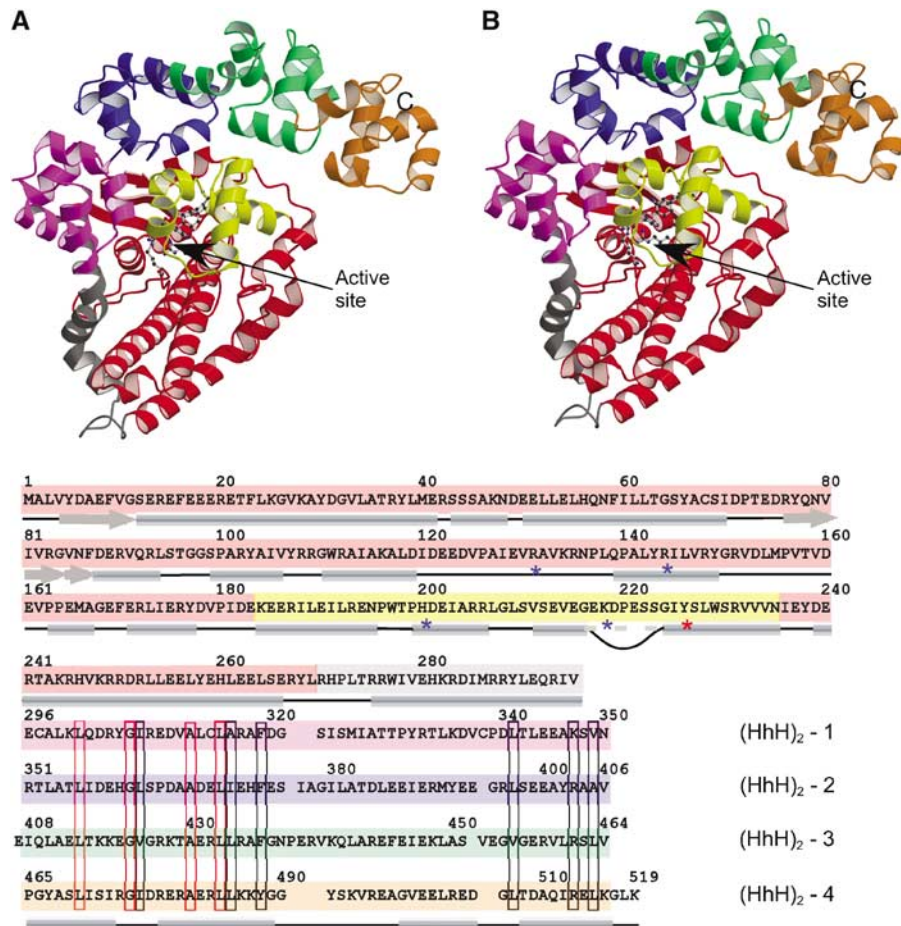 A
B
C
C
Active site
Active site
1 20 40 60 80
MALVYDAEFVGSEREFEEERETFLKGVKAYDGVLATRYLMERSSSAKNDEELLELHQNFILLTGSYACSIDPTEDRYQNV
81 100 120 140 160
IVRGVNFDERVQRLSTGGSPARYAIVYRRGWRAIAKALDIDEEDVPAIEVRAVKRNPLQPALYRILVRYGRVDLMPVTVD
* *
161 180 200 220 240
EVPPEMAGEFERLIERYDVPIDEKEERILEILRENPWTPHDEIARRLGLSVSEVEGEKDPESSGIYSLWSRVVVNIEYDE
* * *
241 260 280
RTAKRHVKRRDRLLEELYEHLEELSERYLRHPLTRRWIVEHKRDIMRRYLEQRIV
296 320 340 350
ECALKLQDRYGIREDVALCLARAFDG SISMIATTPYRTLKDVCPDLTLEEAKSVN (HhH)2 - 1
351 380 400 406
RTLATLIDEHGLSPDAADELIEHFES IAGILATDLEEIERMYEE GRLSEEAYRAAV (HhH)2 - 2
408 430 450 464
EIQLAELTKKEGVGRKTAERLLRAFGNPERVKQLAREFEIEKLAS VEGVGERVLRSLV (HhH)2 - 3
465 490 510 519
PGYASLISIRGIDRERAERLLKKYGG YSKVREAGVEELRED GLTDAQIRELKGLK (HhH)2 - 4